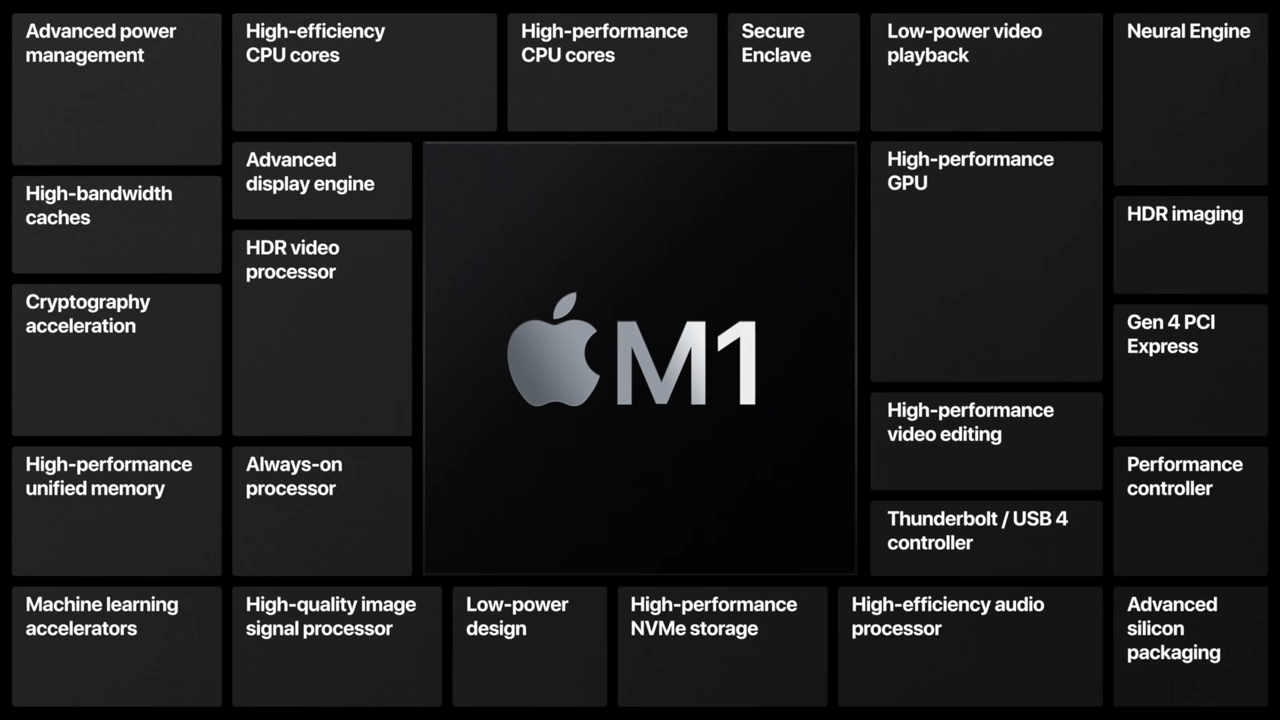 Advanced power
management
High-efficiency
CPU cores
High-performance
CPU cores
Secure
Enclave
Low-power video
playback
Neural Engine
High-bandwidth
caches
Advanced
display engine
High-performance
GPU
HDR imaging
HDR video
processor
Cryptography
acceleration
M1
Gen 4 PCI
Express
High-performance
video editing
High-performance
unified memory
Always-on
processor
Performance
controller
Thunderbolt / USB 4
controller
Machine learning
accelerators
High-quality image
signal processor
Low-power
design
High-performance
NVMe storage
High-efficiency audio
processor
Advanced
silicon
packaging